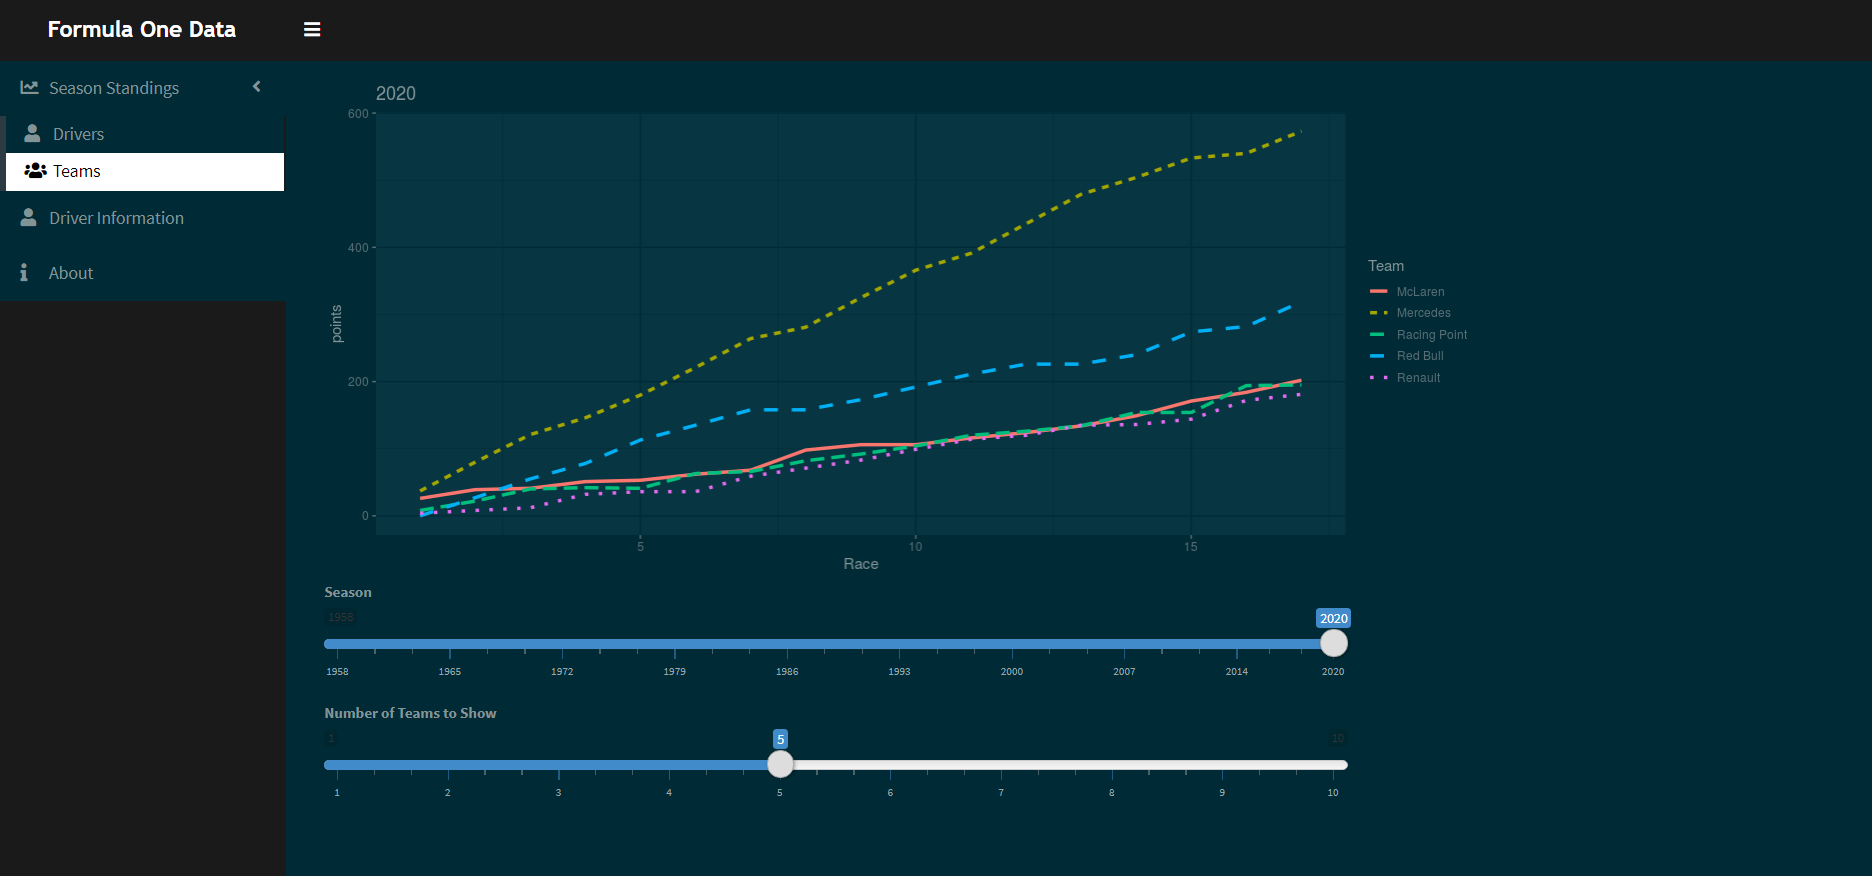 Formula One Data
Season Standings
Drivers
Teams
Driver Information
About
2020
points
600
400
200
0
5 10 15
Race
Team
McLaren
Mercedes
Racing Point
Red Bull
Renault
Season
1958 2020
1958 1965 1972 1979 1986 1993 2000 2007 2014 2020
Number of Teams to Show
1 5 10
1 2 3 4 5 6 7 8 9 10